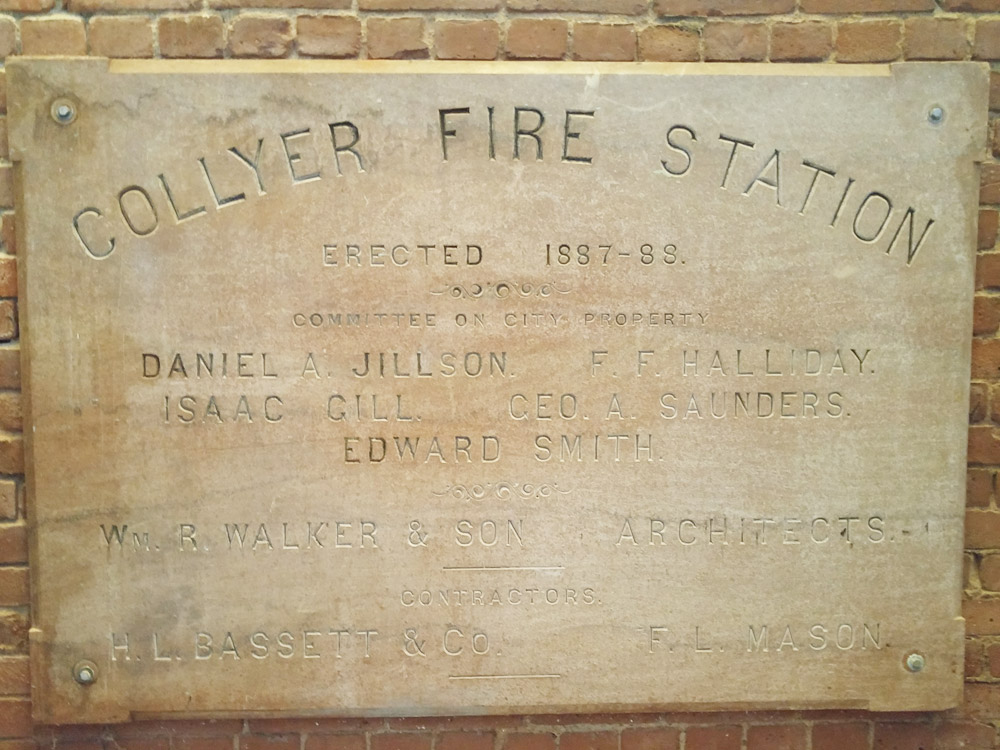 COLLYER FIRE STATION
ERECTED 1887-88.
COMMITTEE ON CITY PROPERTY
DANIEL A. JILLSON. F. F. HALLIDAY.
ISAAC GILL. GEO. A. SAUNDERS.
EDWARD SMITH.
WM. R. WALKER & SON ARCHITECTS.
CONTRACTORS.
H. L. BASSETT & Co. F. L. MASON.